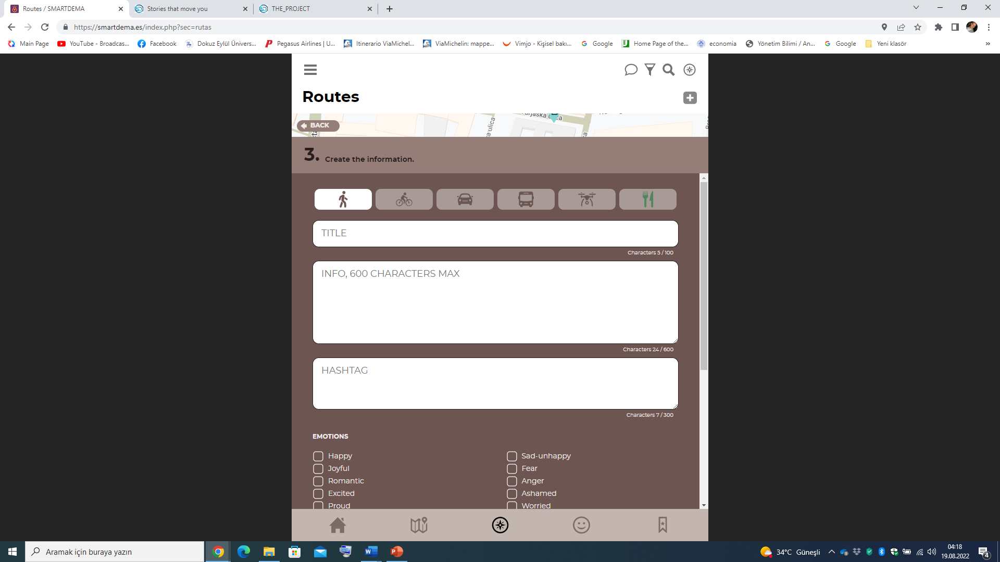 Routes / SMARTDEMA
Stories that move you
THE_PROJECT
https://smartdema.es/index.php?sec=rutas
Main Page
YouTube - Broadcas...
Facebook
Dokuz Eylül Ünivers...
Pegasus Airlines | U...
Itinerario ViaMichel...
ViaMichelin: mappe...
Vimjo - Kişisel bakı...
Google
Home Page of the...
economia
Yönetim Bilimi / An...
Google
Yeni klasör
Routes
BACK
3. Create the information.
TITLE
Characters 5 / 100
INFO, 600 CHARACTERS MAX
Characters 24 / 600
HASHTAG
Characters 7 / 300
EMOTIONS
Happy
Sad-unhappy
Joyful
Fear
Romantic
Anger
Excited
Ashamed
Proud
Worried
Aramak için buraya yazın
34°C Güneşli
04:18
19.08.2022
4